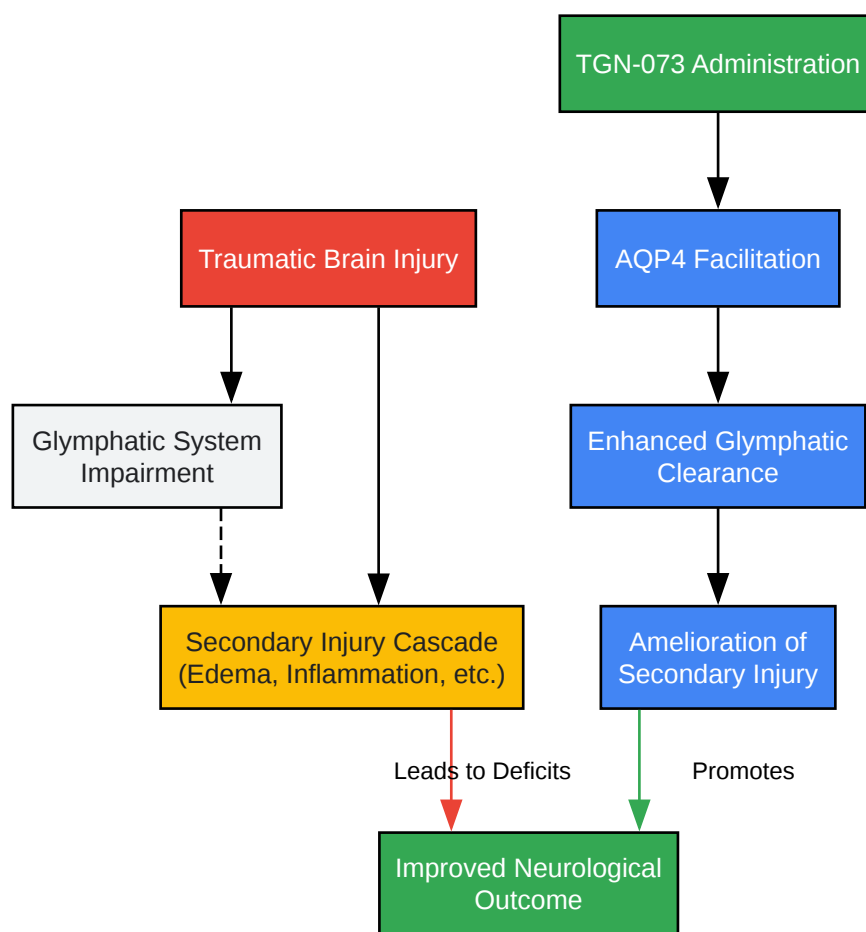 TGN-073 Administration
Traumatic Brain Injury
AQP4 Facilitation
Glymphatic System
Impairment
Enhanced Glymphatic
Clearance
Secondary Injury Cascade
(Edema, Inflammation, etc.)
Amelioration of
Secondary Injury
Leads to Deficits
Promotes
Improved Neurological
Outcome